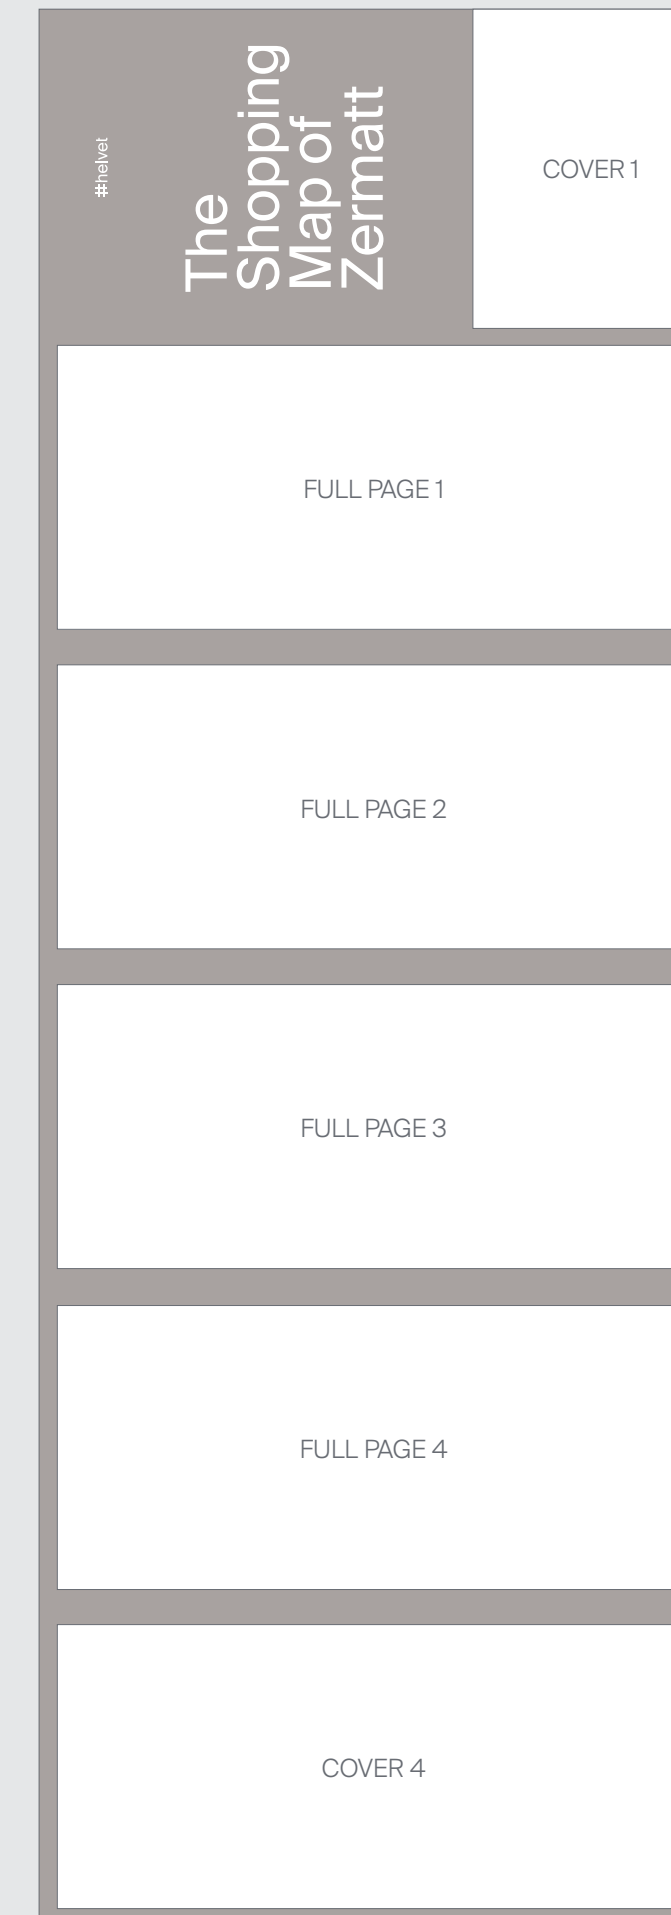 #helvet
The
Shopping
Map of
Zermatt
COVER 1
FULL PAGE 1
FULL PAGE 2
FULL PAGE 3
FULL PAGE 4
COVER 4